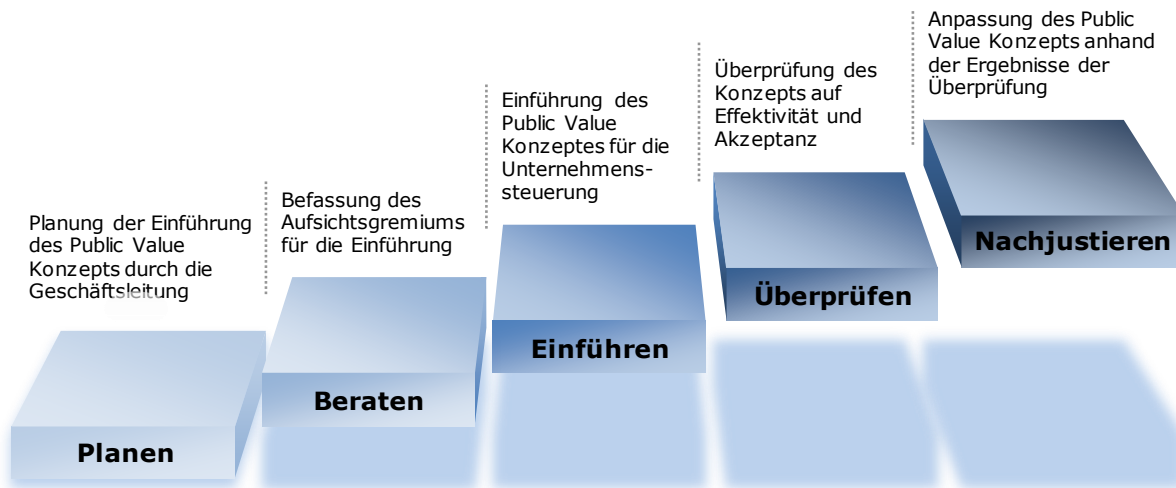 Planung der Einführung
des Public Value
Konzepts durch die
Geschäftsleitung
Planen
Befassung des
Aufsichtsgremiums
für die Einführung
Beraten
Einführung des
Public Value
Konzeptes für die
Unternehmens-
steuerung
Einführen
Überprüfung des
Konzepts auf
Effektivität und
Akzeptanz
Überprüfen
Anpassung des Public
Value Konzepts anhand
der Ergebnisse der
Überprüfung
Nachjustieren